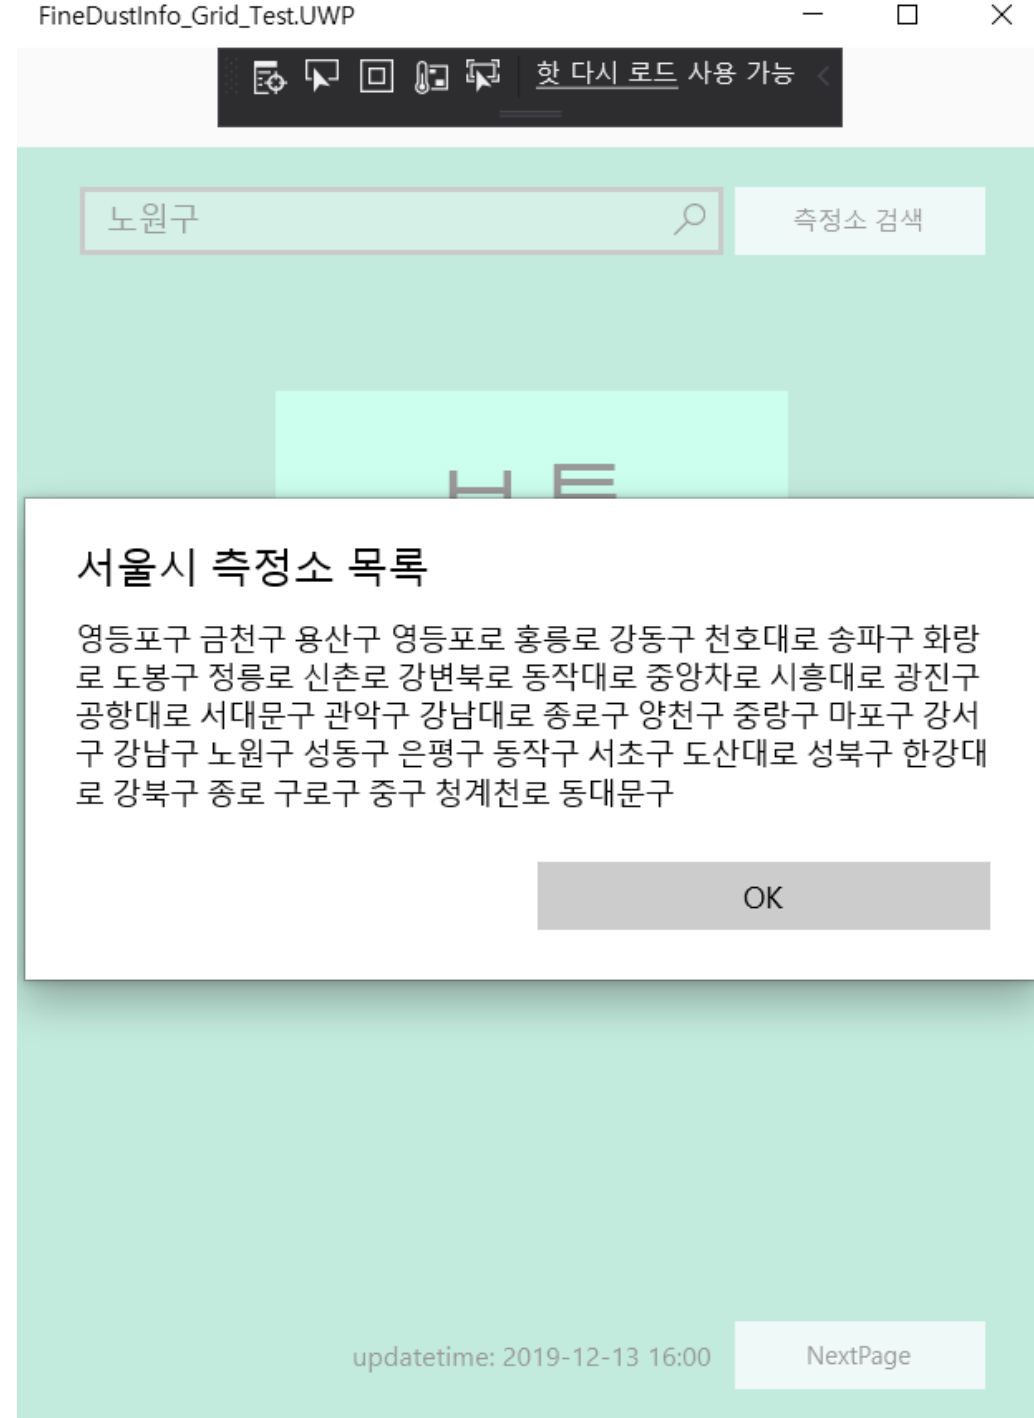 FineDustInfo_Grid_Test.UWP
핫 다시 로드 사용 가능
노원구
측정소 검색
서울시 측정소 목록
영등포구 금천구 용산구 영등포로 홍릉로 강동구 천호대로 송파구 화랑
로 도봉구 정릉로 신촌로 강변북로 동작대로 중앙차로 시흥대로 광진구
공항대로 서대문구 관악구 강남대로 종로구 양천구 중랑구 마포구 강서
구 강남구 노원구 성동구 은평구 동작구 서초구 도산대로 성북구 한강대
로 강북구 종로 구로구 중구 청계천로 동대문구
OK
updatetime: 2019-12-13 16:00
NextPage